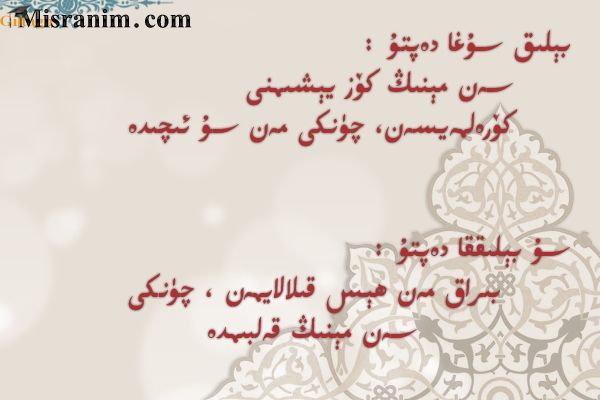 Misranim.com
بېلىق سۇغا دەپتۇ :
سەن مېنىڭ كۆز يېشىمنى
كۆرەلمەيسەن، چۈنكى مەن سۇ ئىچىدە
سۇ بېلىققا دەپتۇ :
بىراق مەن ھېس قىلالايمەن ، چۈنكى
سەن مېنىڭ قەلبىمدە